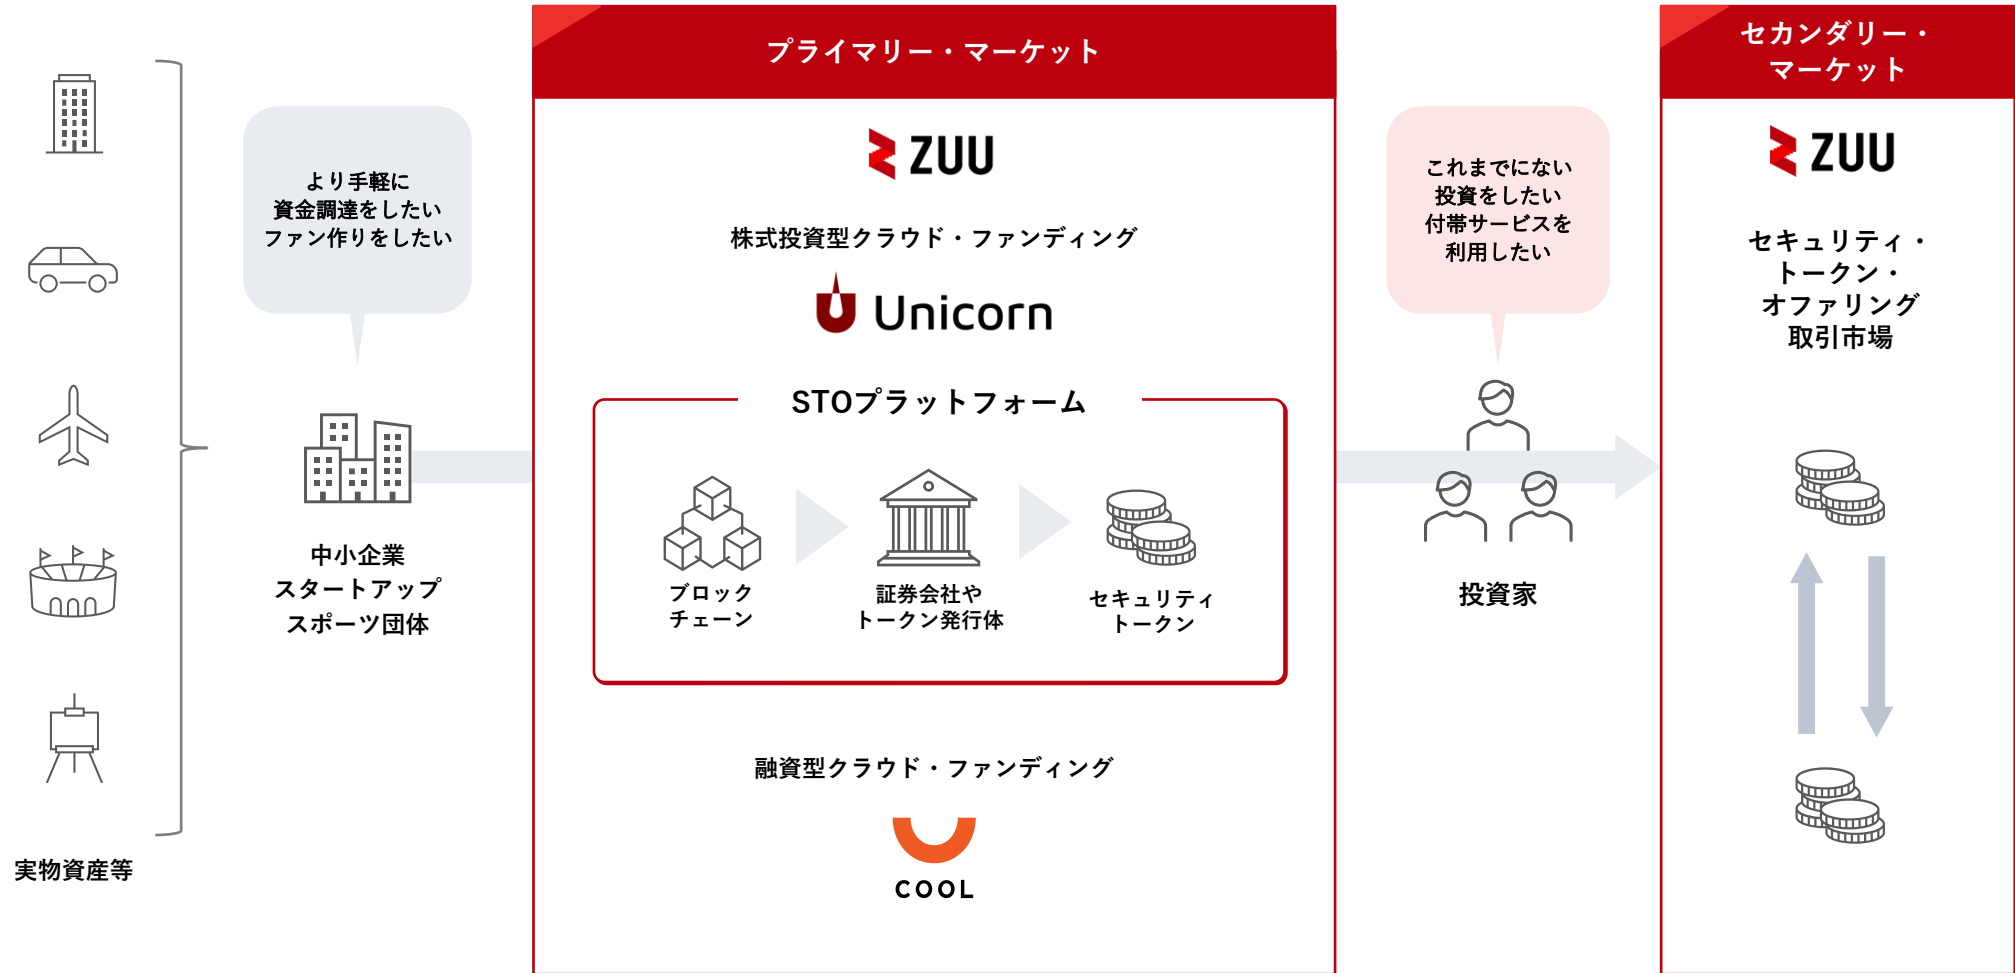 実物資産等
より手軽に
資金調達をしたい
ファン作りをしたい
中小企業
スタートアップ
スポーツ団体
プライマリー・マーケット
ZUU
株式投資型クラウド・ファンディング
Unicorn
STOプラットフォーム
ブロック
チェーン
証券会社や
トークン発行体
セキュリティ
トークン
融資型クラウド・ファンディング
COOL
これまでにない
投資をしたい
付帯サービスを
利用したい
投資家
セカンダリー・
マーケット
ZUU
セキュリティ・
トークン・
オファリング
取引市場